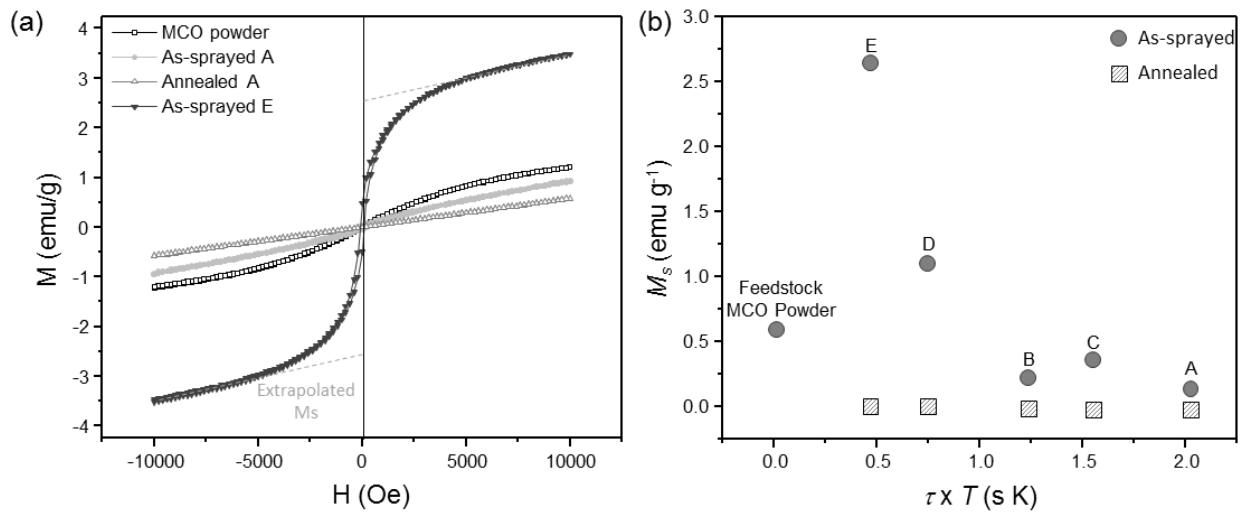 (a)
MCO powder
As-sprayed A
Annealed A
As-sprayed E
Extrapolated
Ms
4
3
2
1
0
-1
-2
-3
-4
M (emu/g)
-10000 -5000 0 5000 10000
H (Oe)
(b)
As-sprayed
Annealed
E
D
Feedstock
MCO Powder
B
C
A
3.0
2.5
2.0
1.5
1.0
0.5
0.0
Ms (emu g⁻¹)
0.0 0.5 1.0 1.5 2.0
τ x T (s K)